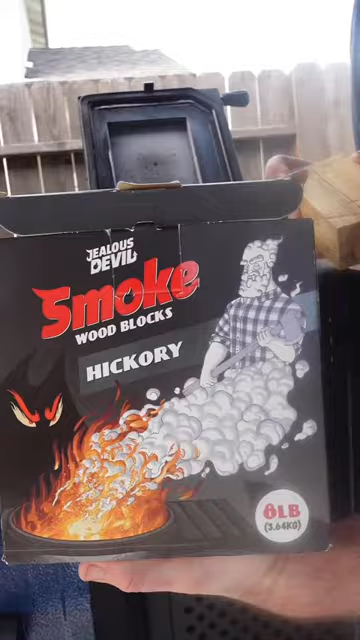 JEALOUS
DEVIL
Smoke
WOOD BLOCKS
HICKORY
8LB
(3.64KG)